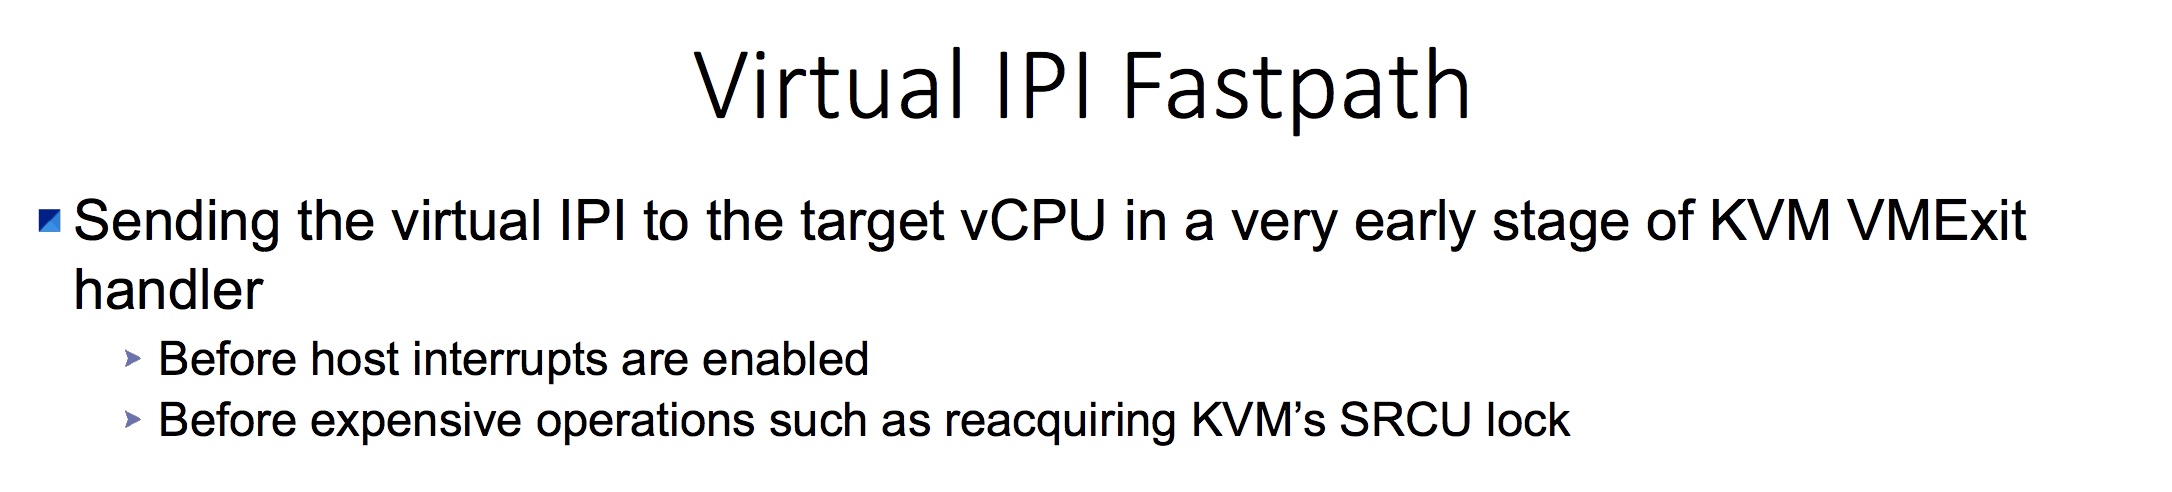 Virtual IPI Fastpath
Sending the virtual IPI to the target vCPU in a very early stage of KVM VMExit
handler
Before host interrupts are enabled
Before expensive operations such as reacquiring KVM’s SRCU lock